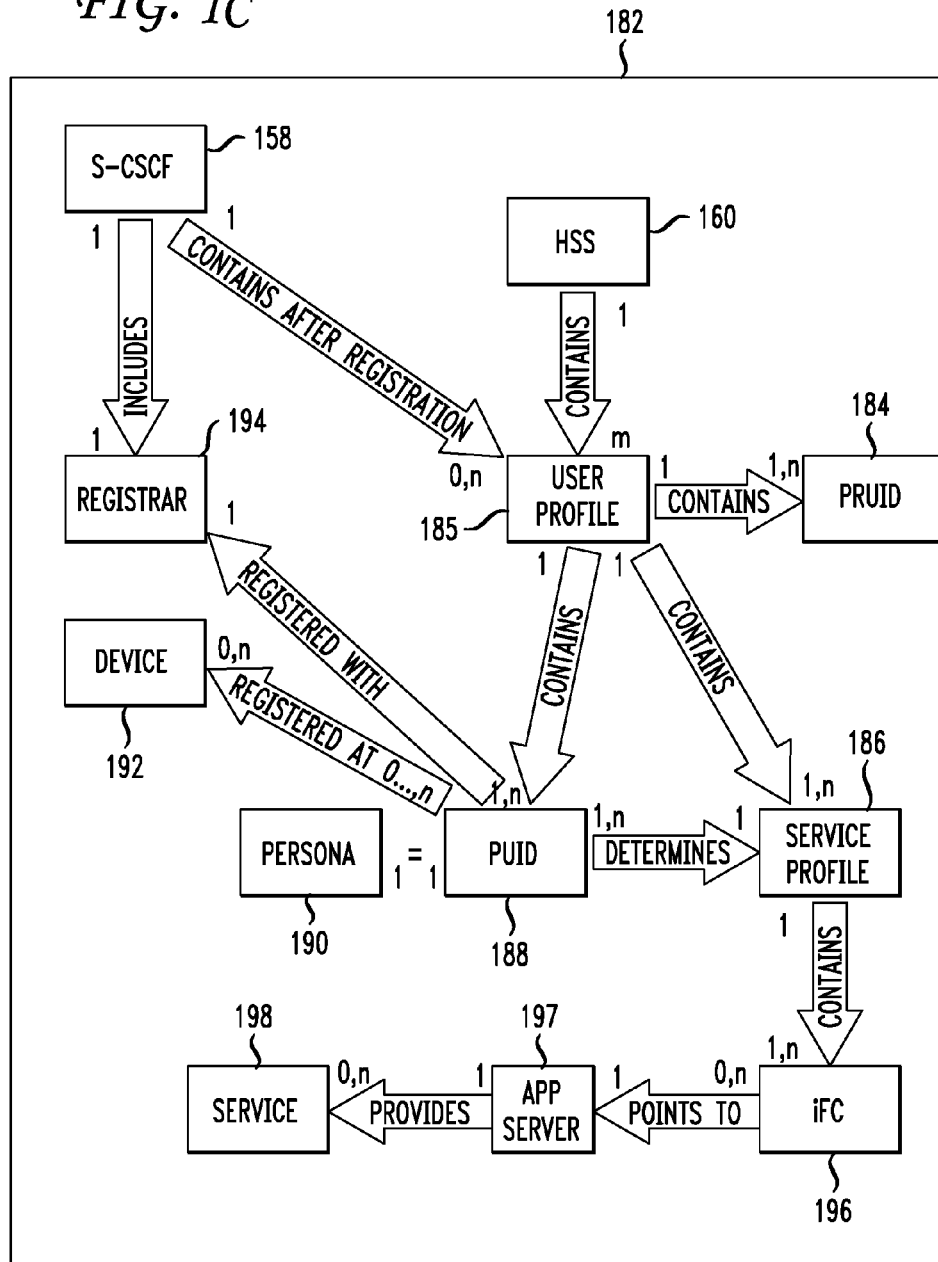 FIG. 1C
182
S-CSCF
158
HSS
160
1
1
1
INCLUDES
CONTAINS AFTER REGISTRATION
CONTAINS
1
194
0,n
m
184
REGISTRAR
1
USER
PROFILE
185
1
CONTAINS
1,n
PRUID
REGISTERED WITH
1
1
CONTAINS
CONTAINS
DEVICE
192
0,n
REGISTERED AT 0...,n
186
1,n
1,n
PERSONA
190
1
=
1
PUID
188
1,n
DETERMINES
1
SERVICE
PROFILE
1
CONTAINS
1,n
198
197
SERVICE
0,n
PROVIDES
1
APP
SERVER
1
POINTS TO
0,n
iFC
196